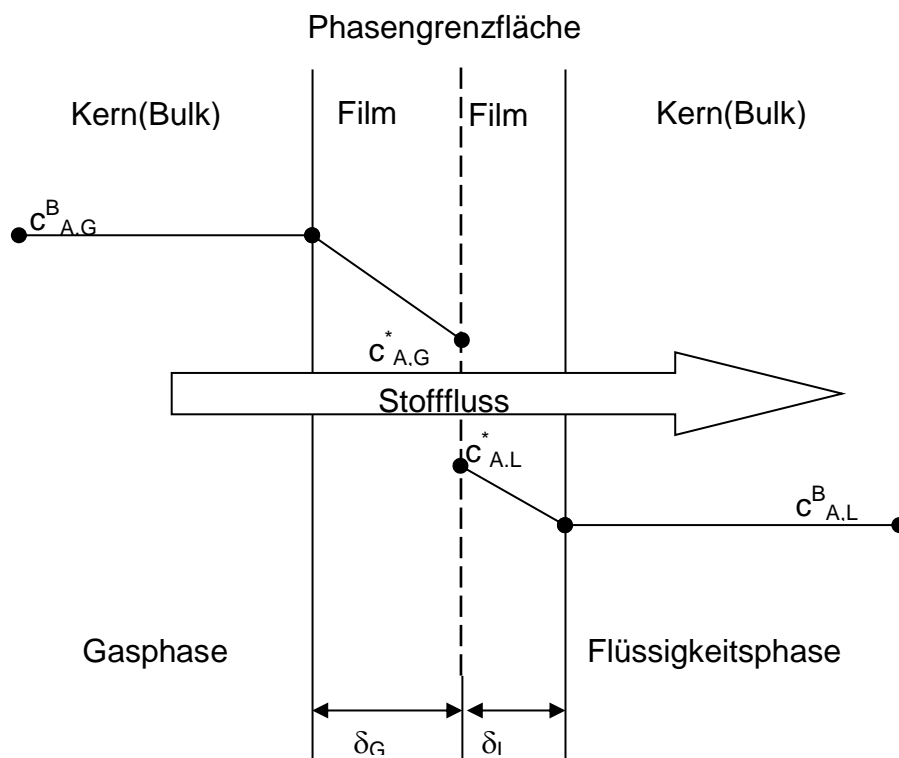 Phasengrenzfläche
Kern(Bulk) Film Film Kern(Bulk)
c^B_A,G
c^*_A,G
Stofffluss
c^*_A,L
c^B_A,L
Gasphase Flüssigkeitsphase
δ_G δ_L